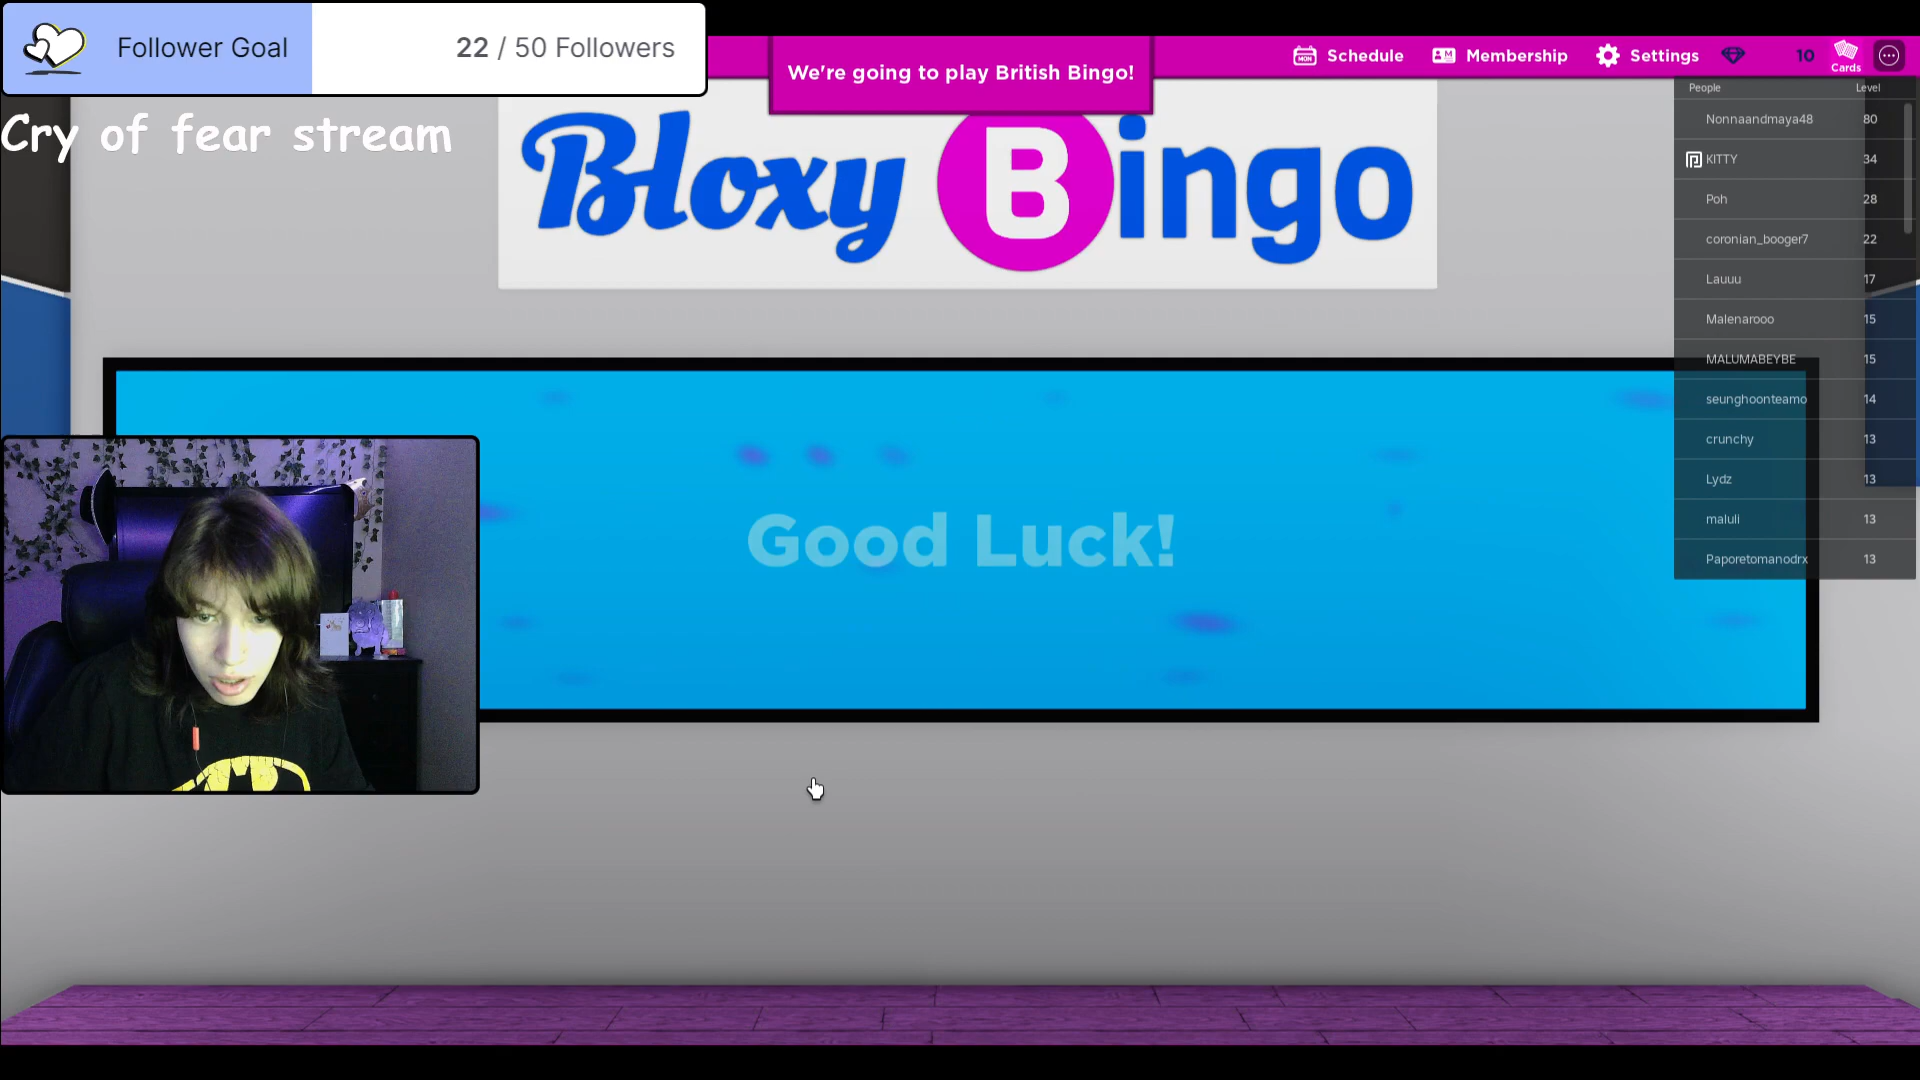 Follower Goal
22 / 50 Followers
We're going to play British Bingo!
Schedule
Membership
Settings
10
Cards
Cry of fear stream
Bloxy Bingo
Good Luck!
People Level
Nonnaandmaya48 80
KITTY 34
Poh 28
coronian_booger7 22
Lauuu 17
Malenarooo 15
MALUMABEYBE 15
seunghoonteamo 14
crunchy 13
Lydz 13
maluli 13
Paporetomanodrx 13